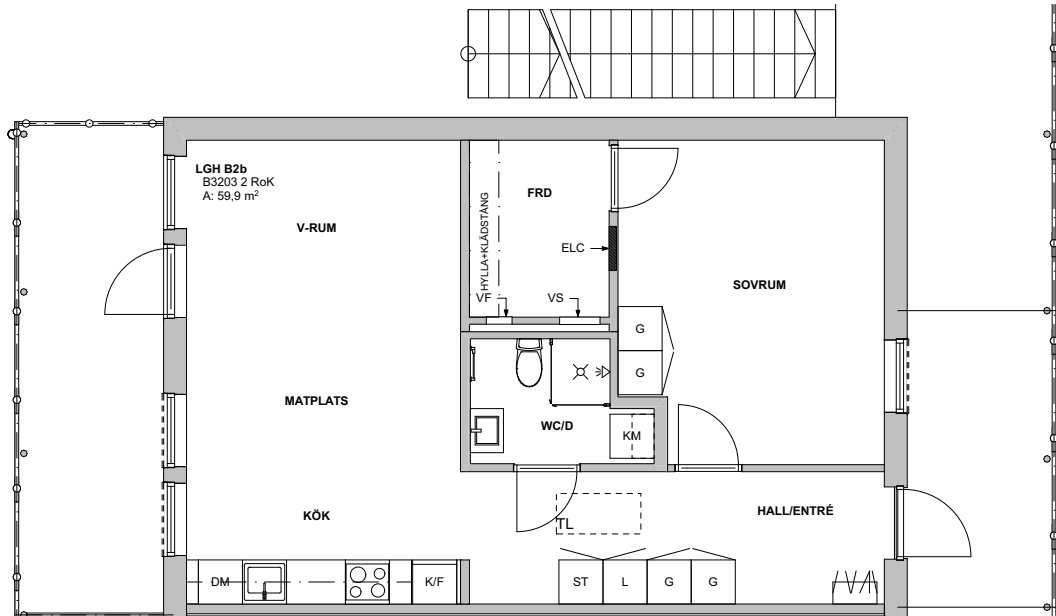 LGH B2b
B3203 2 RoK
A: 59,9 m²
V-RUM
HYLLA+KLÄDSTÅNG
FRD
ELC
VF
VS
SOVRUM
G
G
MATPLATS
WC/D
KM
KÖK
TL
HALL/ENTRÉ
DM
K/F
ST
L
G
G